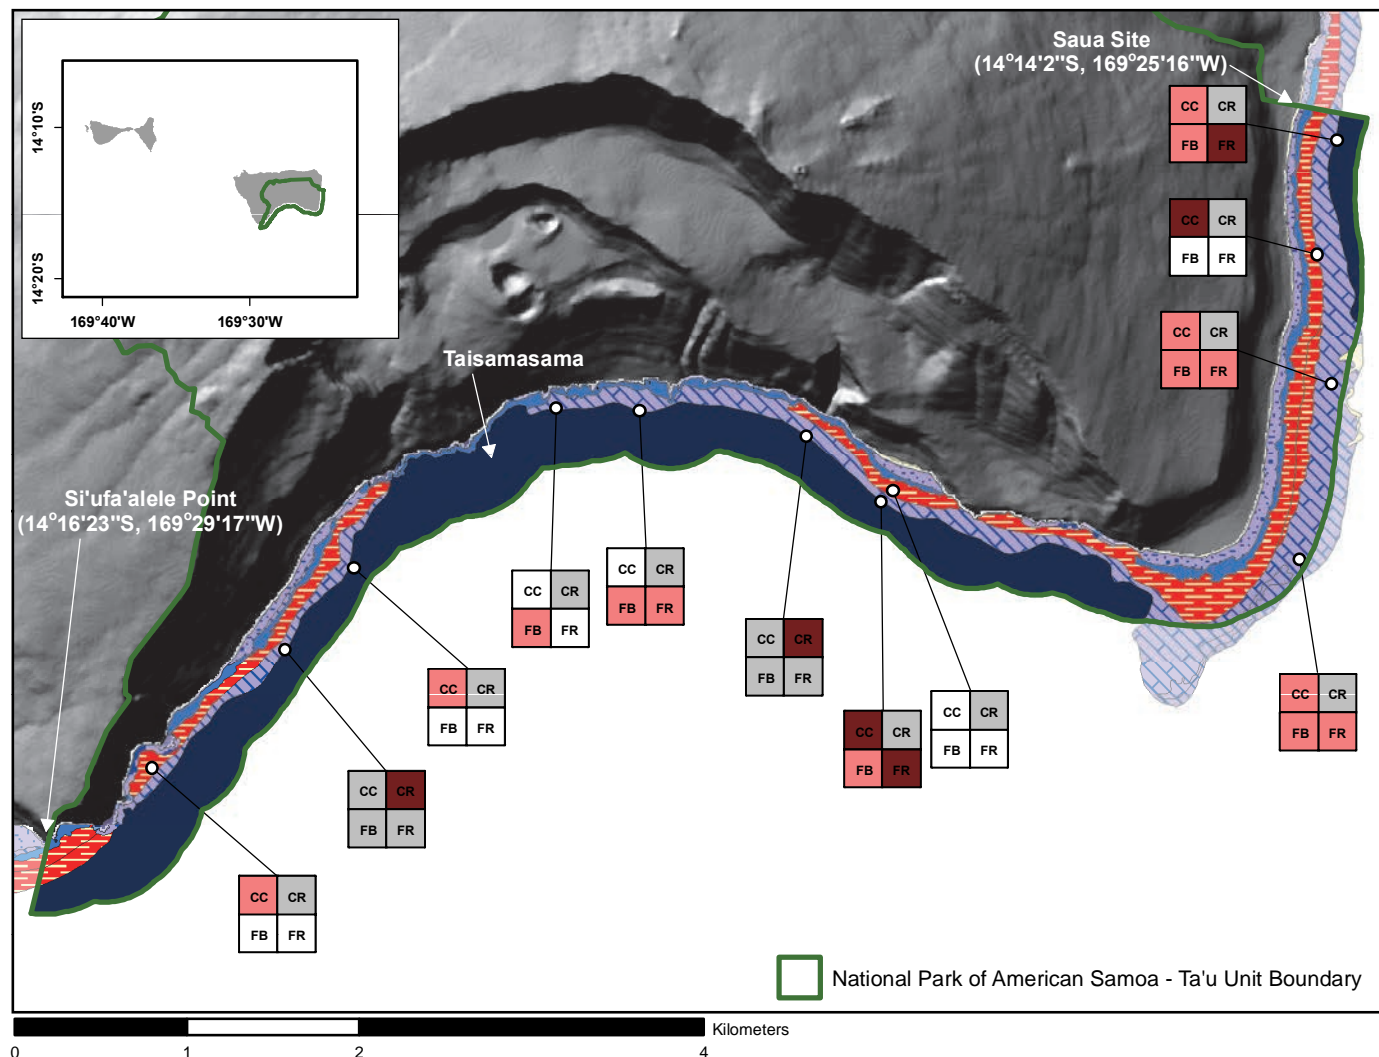 Saua Site
(14°14'2"S, 169°25'16"W)
14°10'S
14°20'S
169°40'W
169°30'W
CC CR
FB FR
CC CR
FB FR
CC CR
FB FR
Taisamasama
Si'ufa'alele Point
(14°16'23"S, 169°29'17"W)
CC CR
FB FR
CC CR
FB FR
CC CR
FB FR
CC CR
FB FR
CC CR
FB FR
CC CR
FB FR
CC CR
FB FR
CC CR
FB FR
CC CR
FB FR
National Park of American Samoa - Ta'u Unit Boundary
Kilometers
0 1 2 4